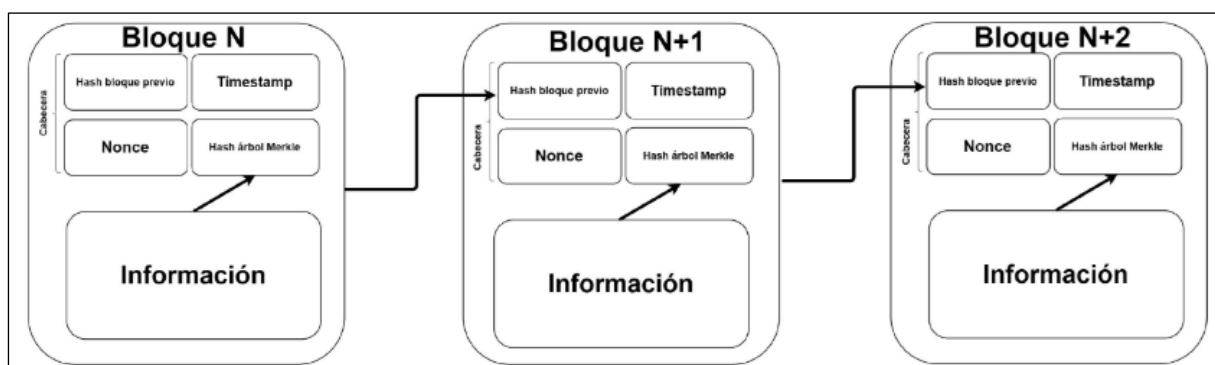 Bloque N
Hash bloque previo
Timestamp
Cabecera
Nonce
Hash árbol Merkle
Información
Bloque N+1
Hash bloque previo
Timestamp
Cabecera
Nonce
Hash árbol Merkle
Información
Bloque N+2
Hash bloque previo
Timestamp
Cabecera
Nonce
Hash árbol Merkle
Información